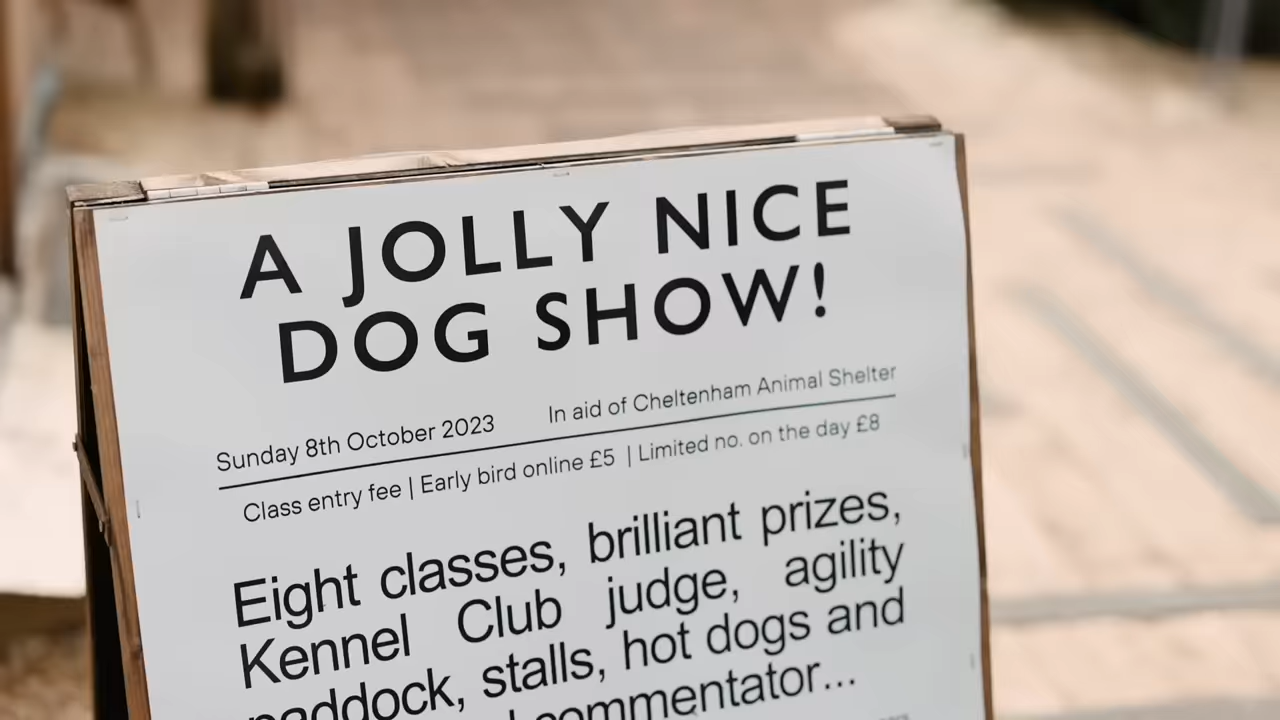 A JOLLY NICE
DOG SHOW!
Sunday 8th October 2023 In aid of Cheltenham Animal Shelter
Class entry fee | Early bird online £5 | Limited no. on the day £8
Eight classes, brilliant prizes,
Kennel Club judge, agility
paddock, stalls, hot dogs and
commentator...